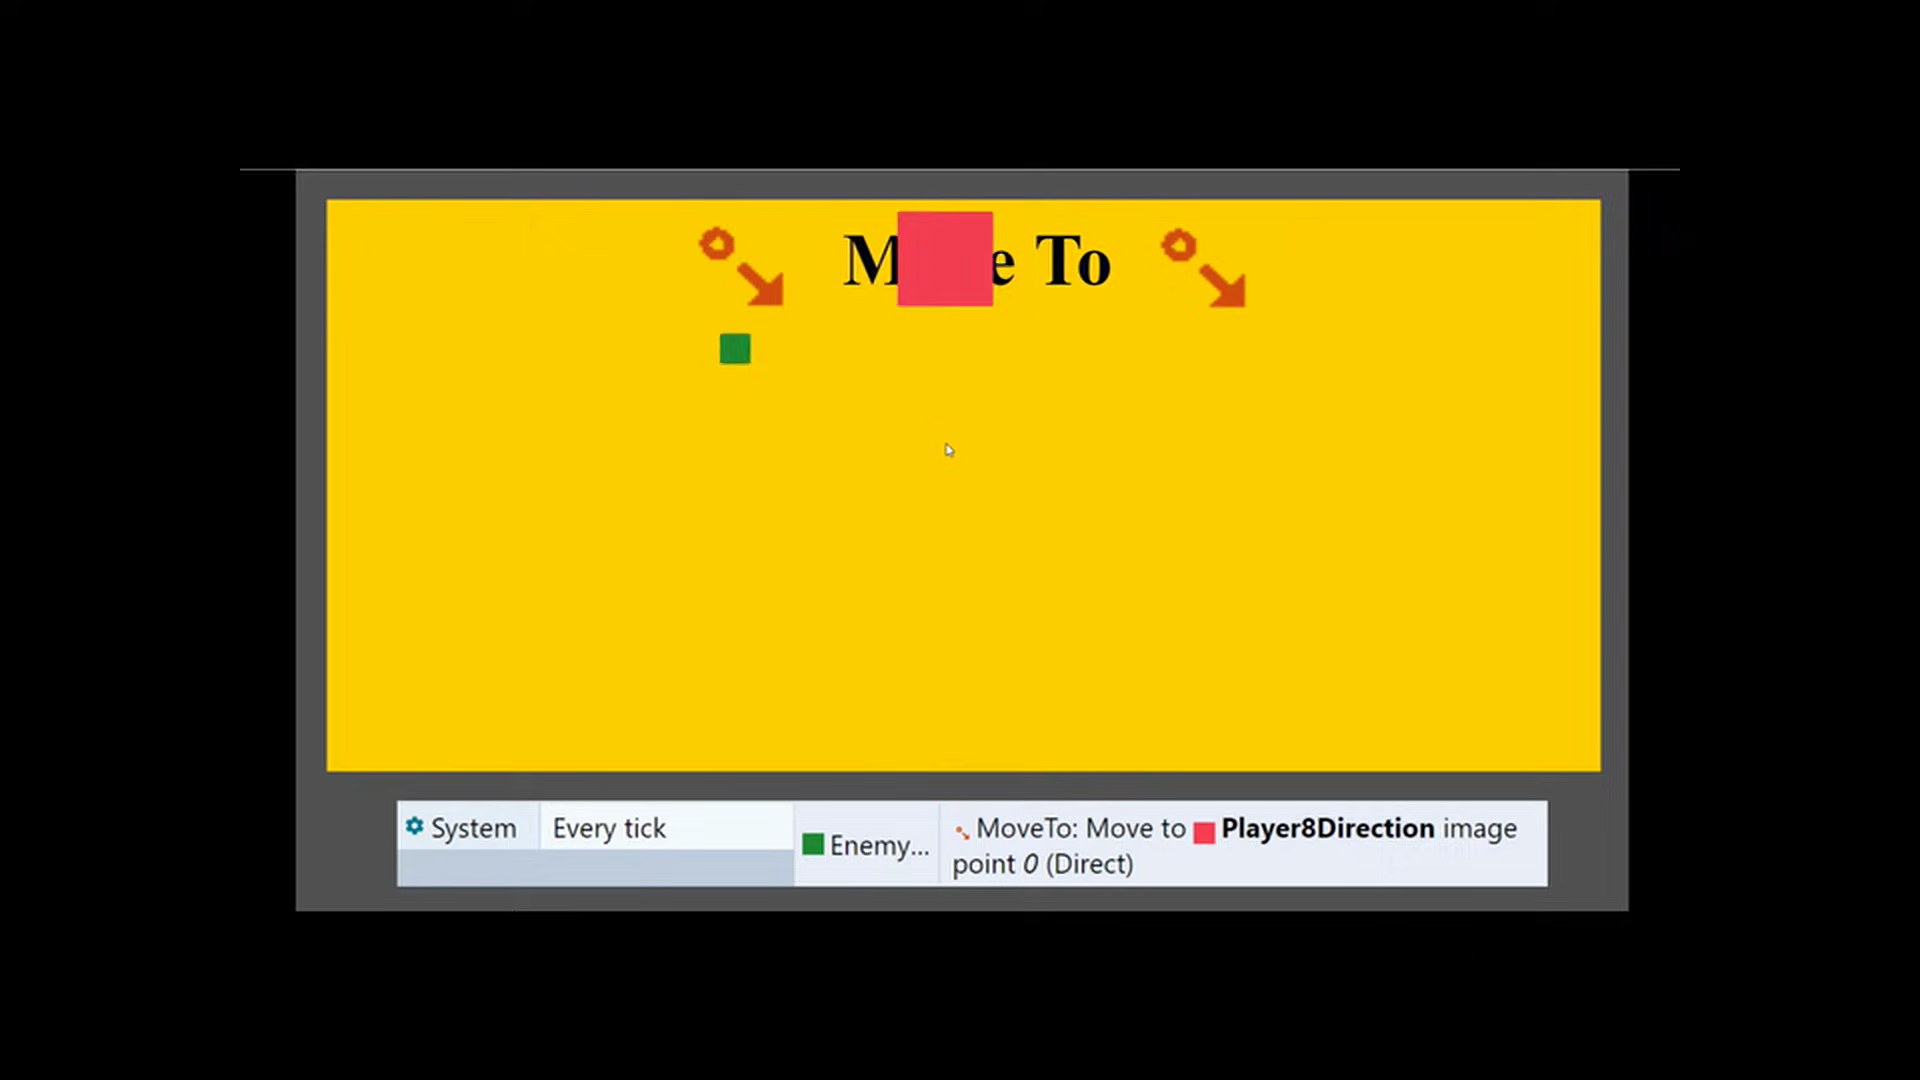 M e To
System Every tick Enemy... MoveTo: Move to Player8Direction image
point 0 (Direct)